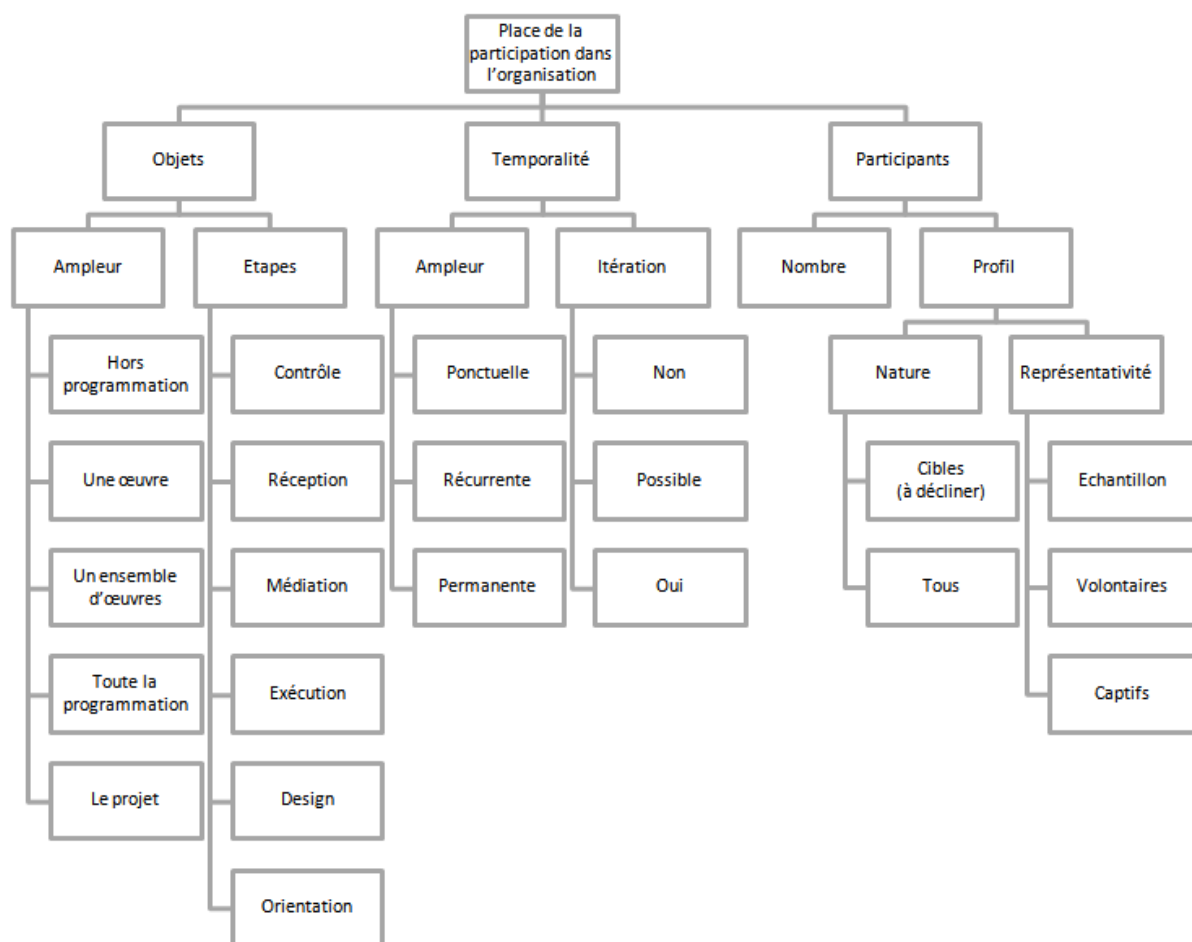 Place de la
participation dans
l'organisation
Objets
Temporalité
Participants
Ampleur
Etapes
Ampleur
Itération
Nombre
Profil
Hors
programmation
Contrôle
Ponctuelle
Non
Nature
Représentativité
Une œuvre
Réception
Récurrente
Possible
Cibles
(à décliner)
Echantillon
Un ensemble
d'œuvres
Médiation
Permanente
Oui
Tous
Volontaires
Toute la
programmation
Exécution
Captifs
Le projet
Design
Orientation